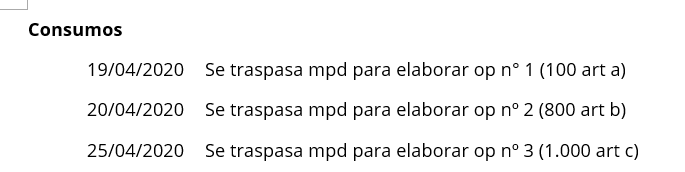 Consumos
19/04/2020 Se traspasa mpd para elaborar op n° 1 (100 art a)
20/04/2020 Se traspasa mpd para elaborar op nº 2 (800 art b)
25/04/2020 Se traspasa mpd para elaborar op nº 3 (1.000 art c)